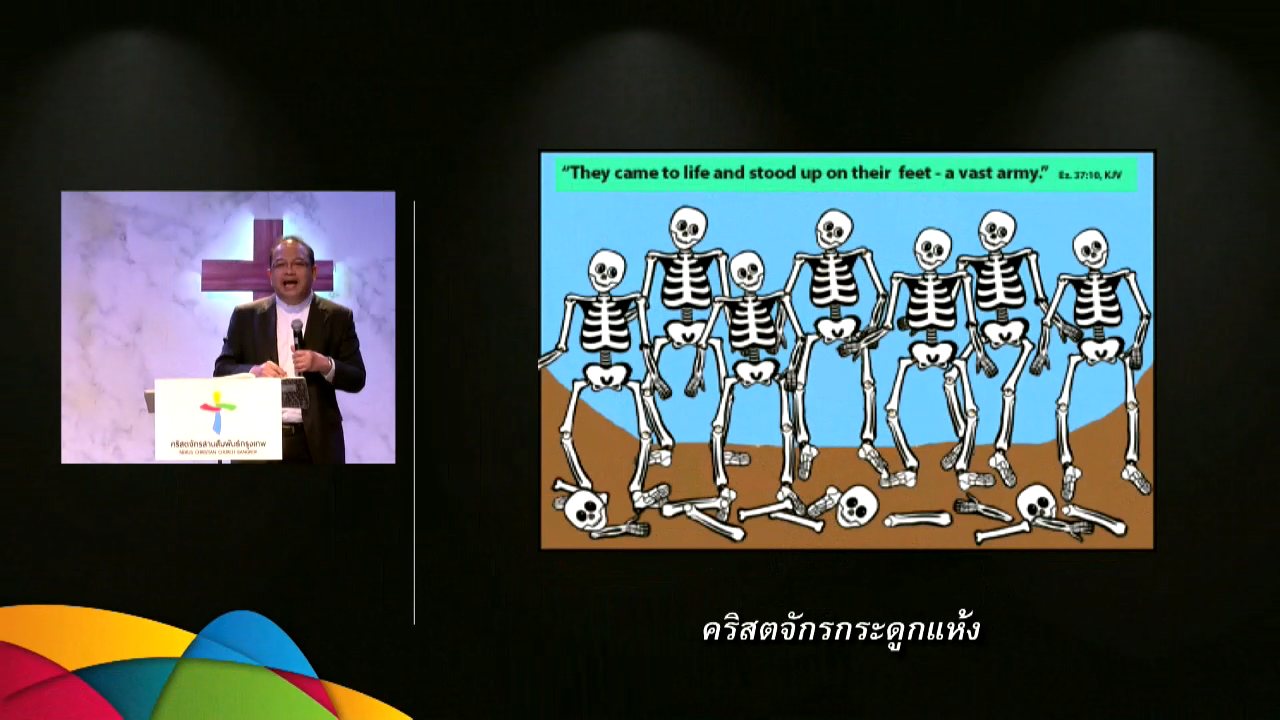 “They came to life and stood up on their feet - a vast army.” Ez. 37:10, KJV
คริสตจักรสานสัมพันธ์กรุงเทพ
NEXUS CHRISTIAN CHURCH BANGKOK
คริสตจักรกระดูกแห้ง